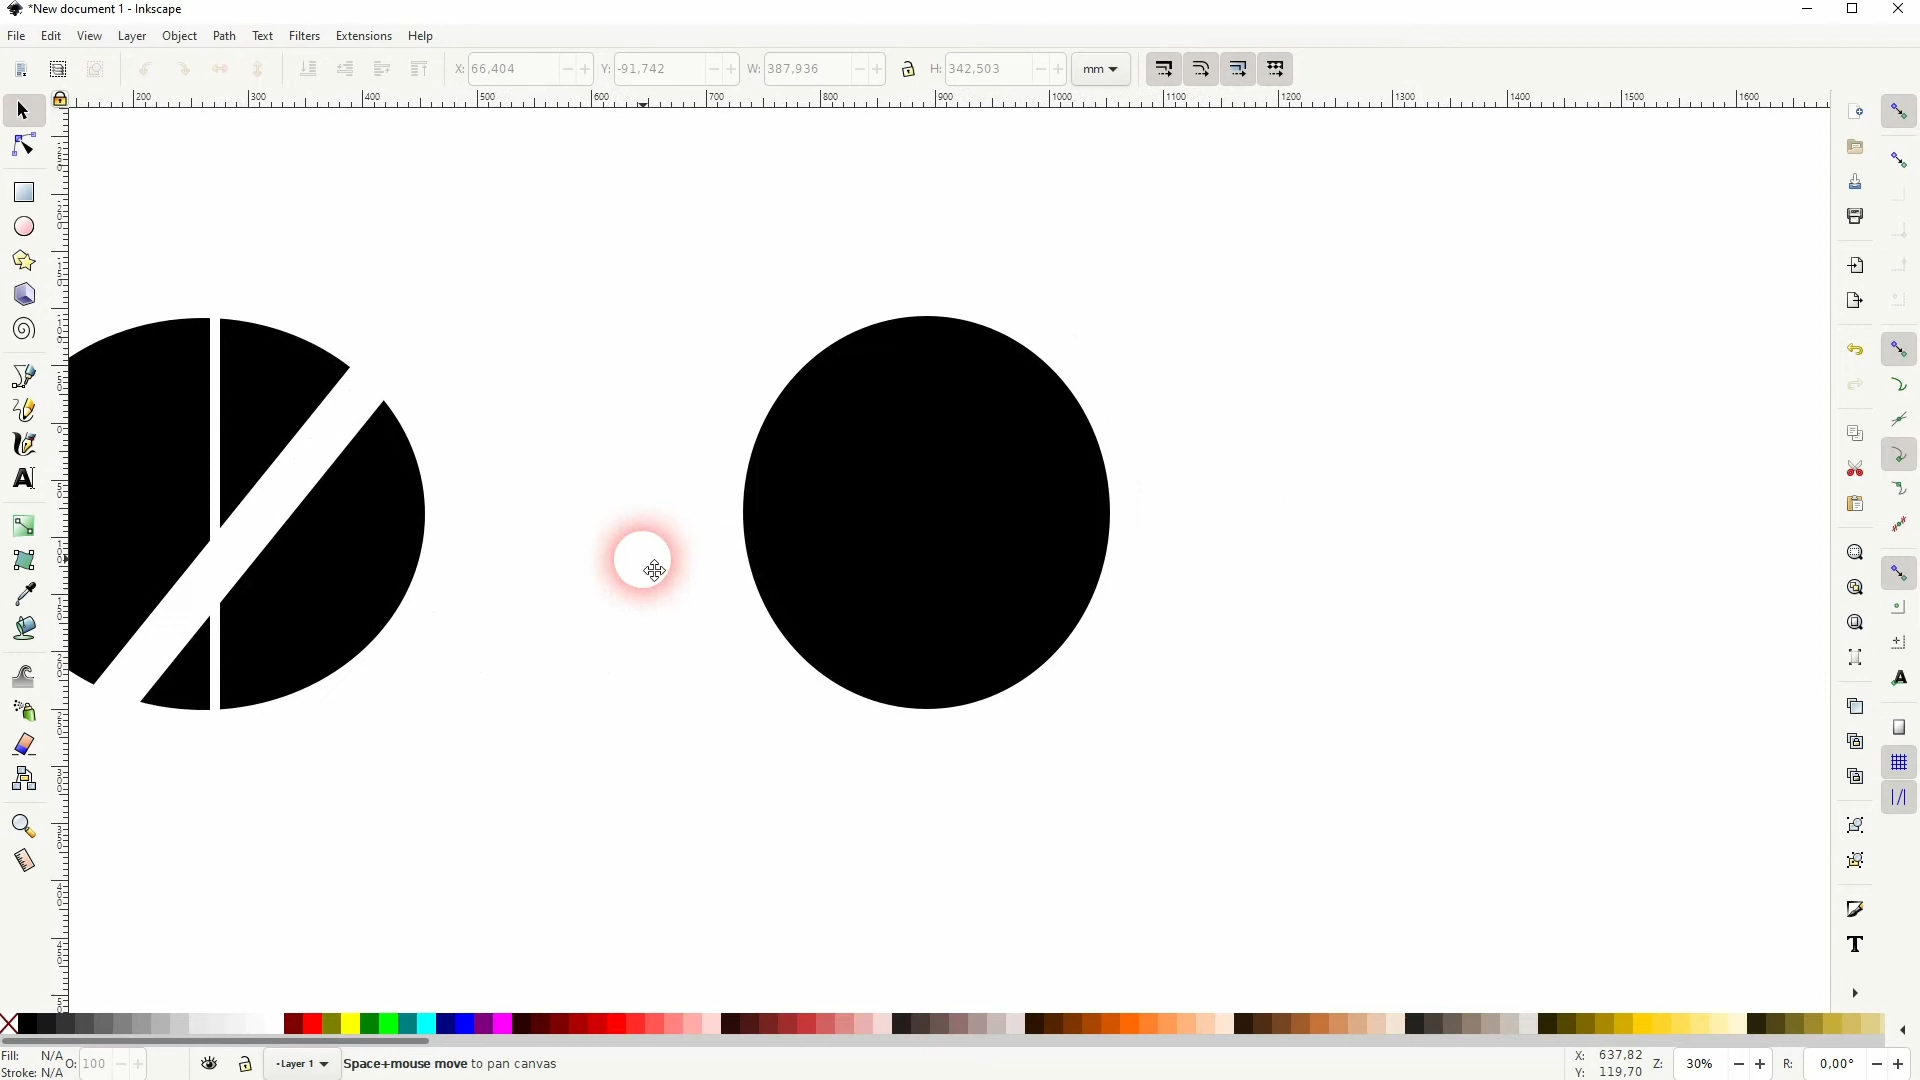 *New document 1 - Inkscape
File Edit View Layer Object Path Text Filters Extensions Help
X: 66,404 Y: -91,742 W: 387,936 H: 342,503 mm
200 300 400 500 600 700 800 900 1000 1100 1200 1300 1400 1500 1600
Fill: N/A O: 100 Layer 1 Space+mouse move to pan canvas X: 637,82 Z: 30% R: 0,00°
Stroke: N/A Y: 119,70